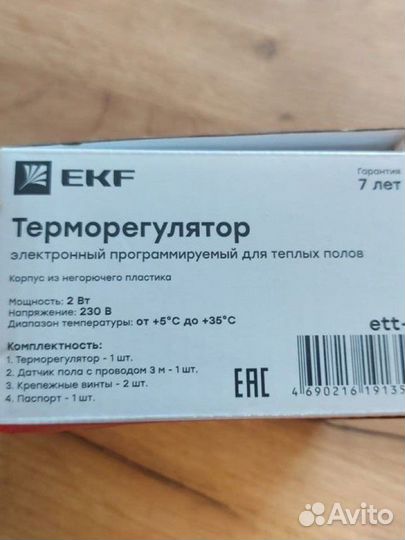 EKF
Гарантия
7 лет
Терморегулятор
электронный программируемый для теплых полов
Корпус из негорючего пластика
Мощность: 2 Вт
Напряжение: 230 В
Диапазон температуры: от +5°C до +35°C
ett-
Комплектность:
1. Терморегулятор - 1 шт.
2. Датчик пола с проводом 3 м - 1 шт.
3. Крепежные винты - 2 шт.
4. Паспорт - 1 шт.
EAC
4 690216 19135
Avito